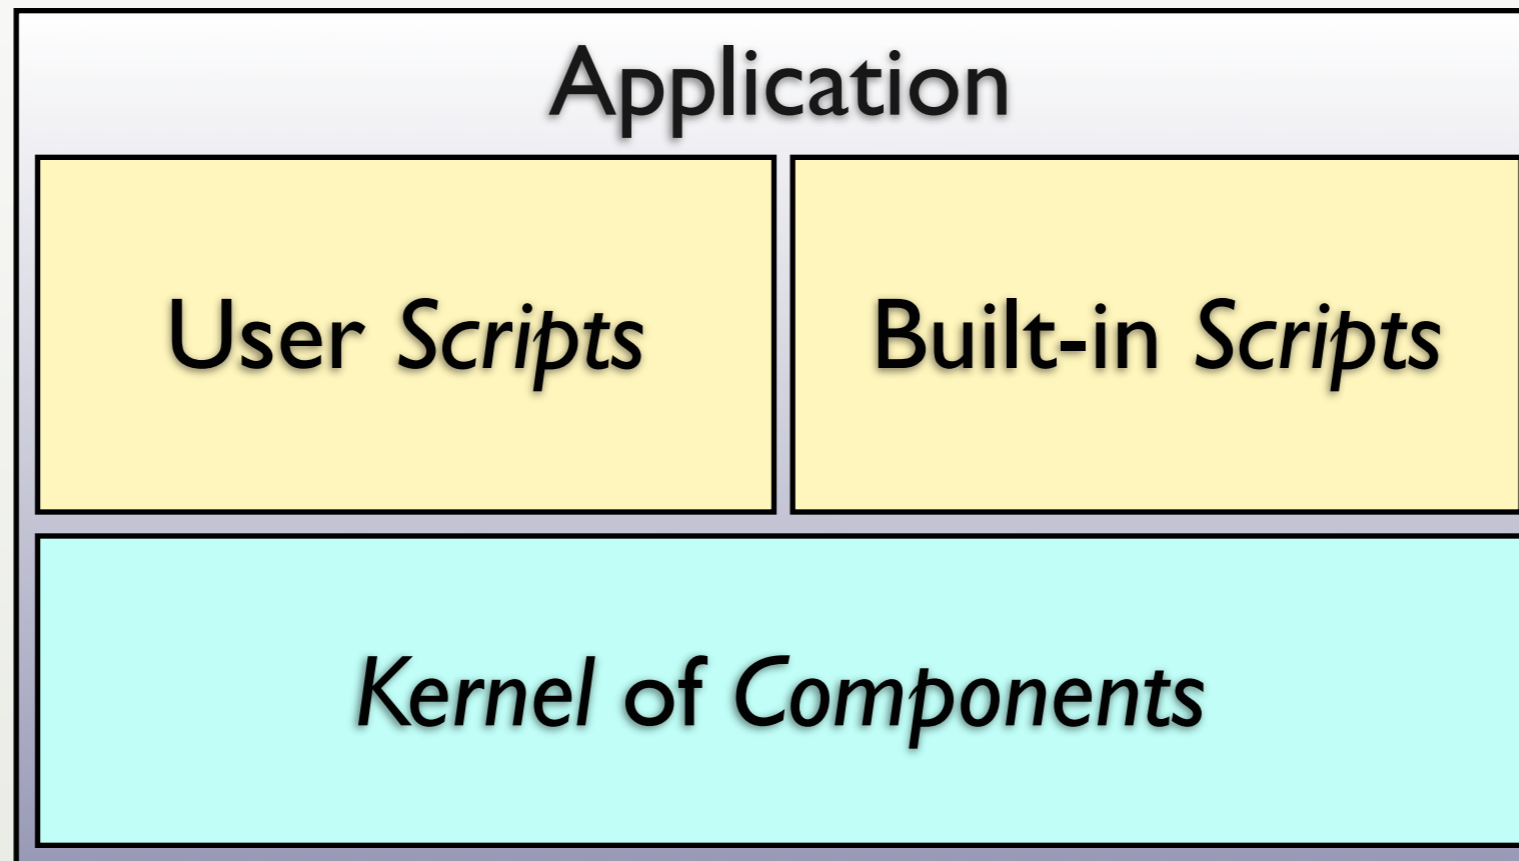 Application
User Scripts
Built-in Scripts
Kernel of Components